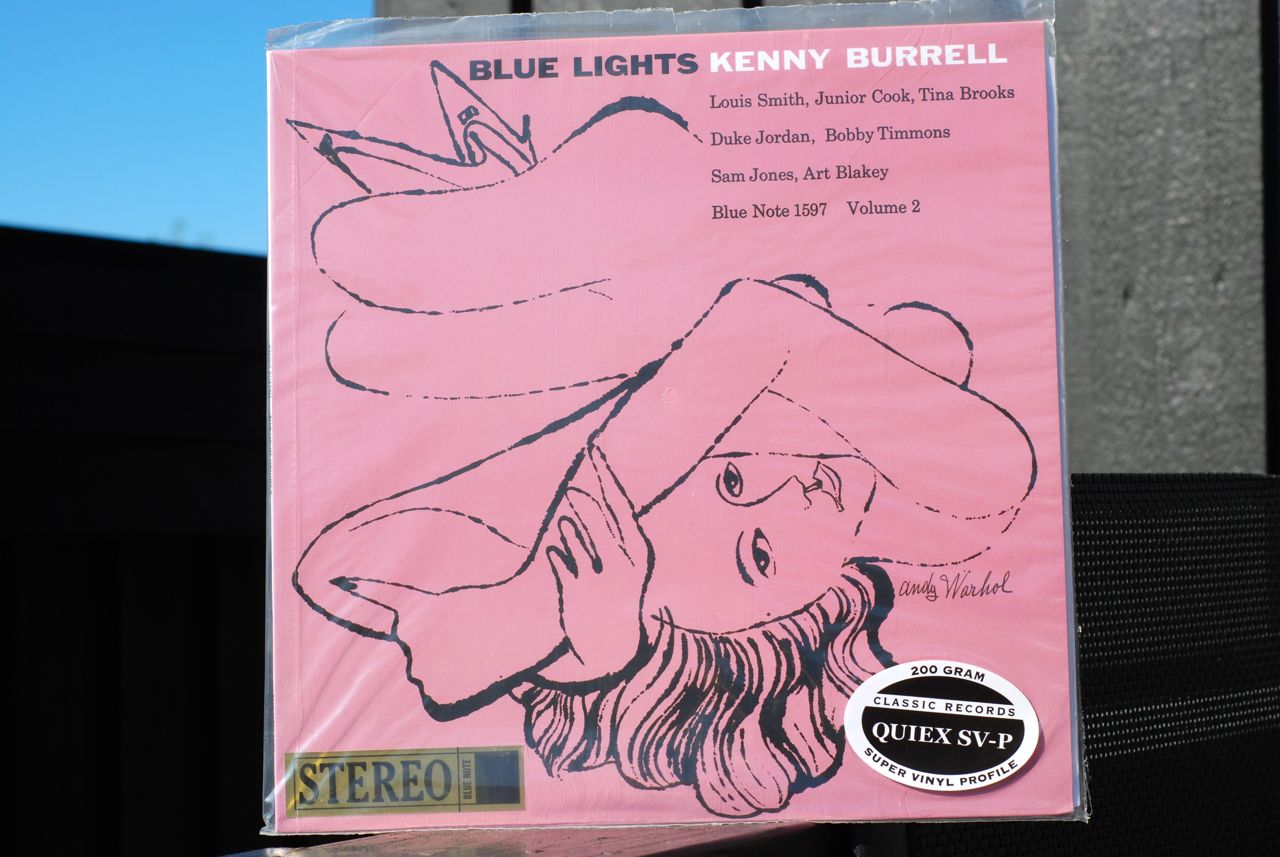 BLUE LIGHTS KENNY BURRELL
Louis Smith, Junior Cook, Tina Brooks
Duke Jordan, Bobby Timmons
Sam Jones, Art Blakey
Blue Note 1597 Volume 2
andy Warhol
200 GRAM
CLASSIC RECORDS
QUIEX SV-P
SUPER VINYL PROFILE
STEREO
BLUE NOTE